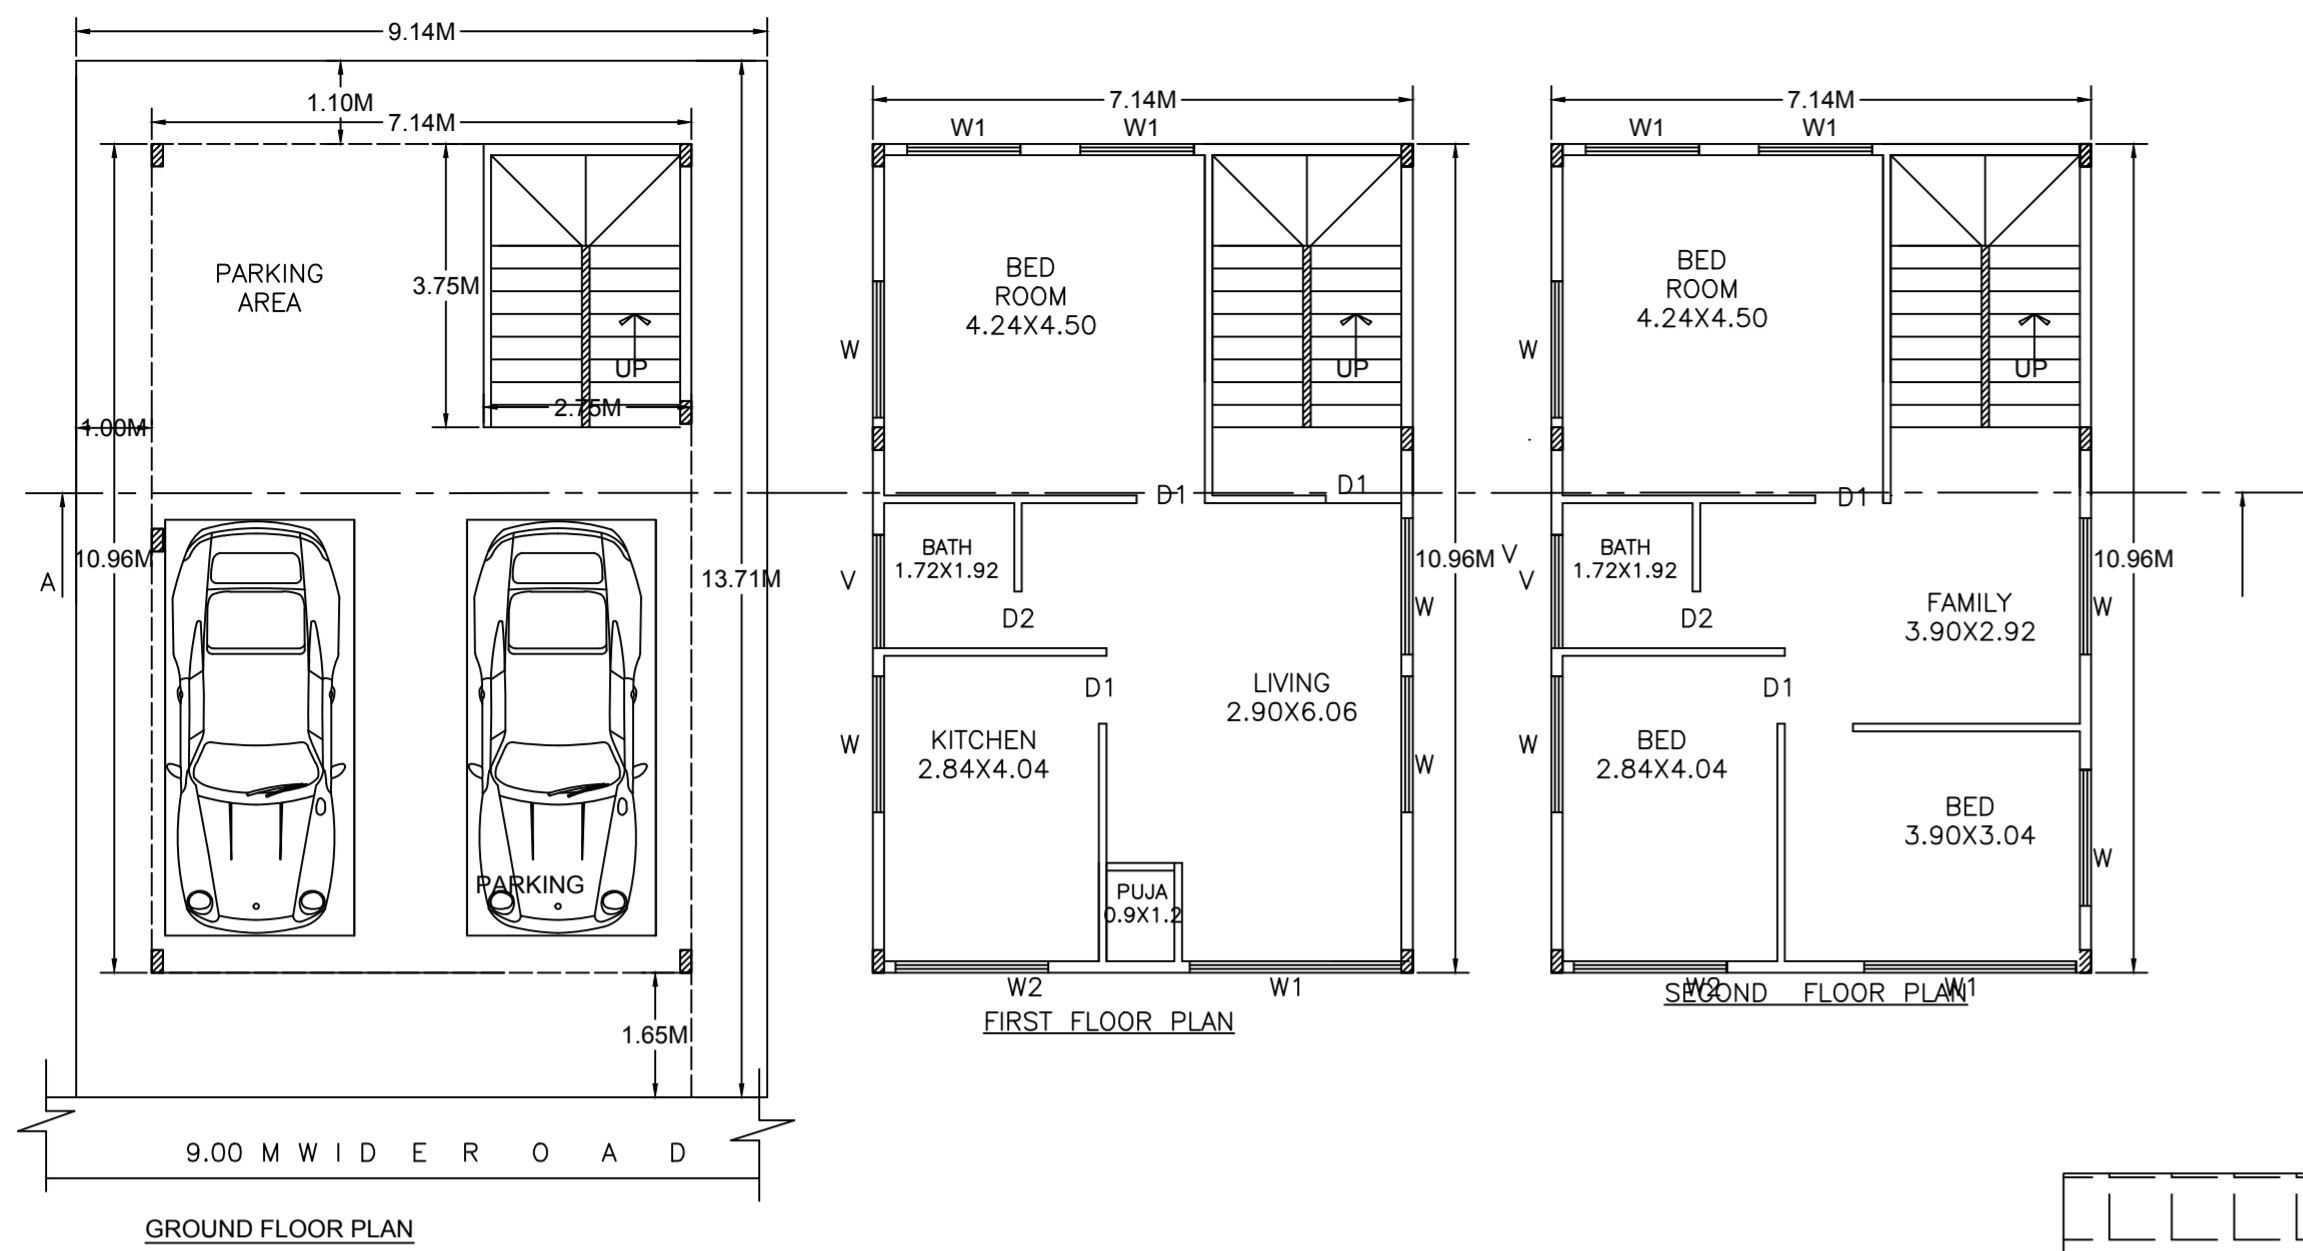 9.14M
1.10M
7.14M
PARKING
AREA
3.75M
UP
2.75M
1.00M
10.96M
13.71M
A
PARKING
1.65M
9.00 M W I D E R O A D
GROUND FLOOR PLAN
7.14M
W1 W1
BED
ROOM
4.24X4.50
W
UP
D1
D1
BATH
1.72X1.92
V
D2
10.96M
W
D1
LIVING
2.90X6.06
W
KITCHEN
2.84X4.04
W
PUJA
0.9X1.2
W2
W1
FIRST FLOOR PLAN
7.14M
W1 W1
BED
ROOM
4.24X4.50
W
UP
D1
V
BATH
1.72X1.92
V
D2
10.96M
FAMILY
3.90X2.92
W
D1
W
BED
2.84X4.04
BED
3.90X3.04
W
W2
W1
SECOND FLOOR PLAN